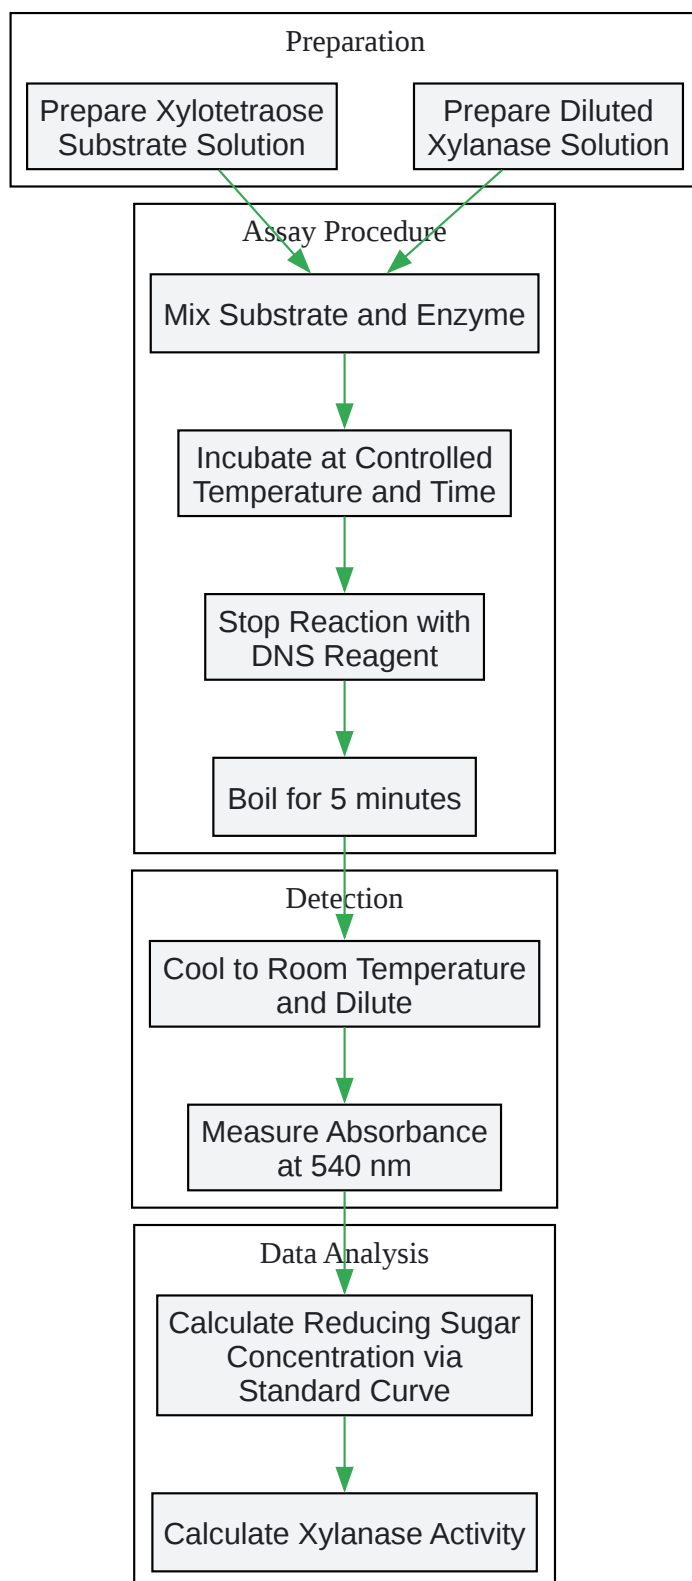 Preparation
Prepare Xylotetraose
Substrate Solution
Prepare Diluted
Xylanase Solution
Assay Procedure
Mix Substrate and Enzyme
Incubate at Controlled
Temperature and Time
Stop Reaction with
DNS Reagent
Boil for 5 minutes
Detection
Cool to Room Temperature
and Dilute
Measure Absorbance
at 540 nm
Data Analysis
Calculate Reducing Sugar
Concentration via
Standard Curve
Calculate Xylanase Activity